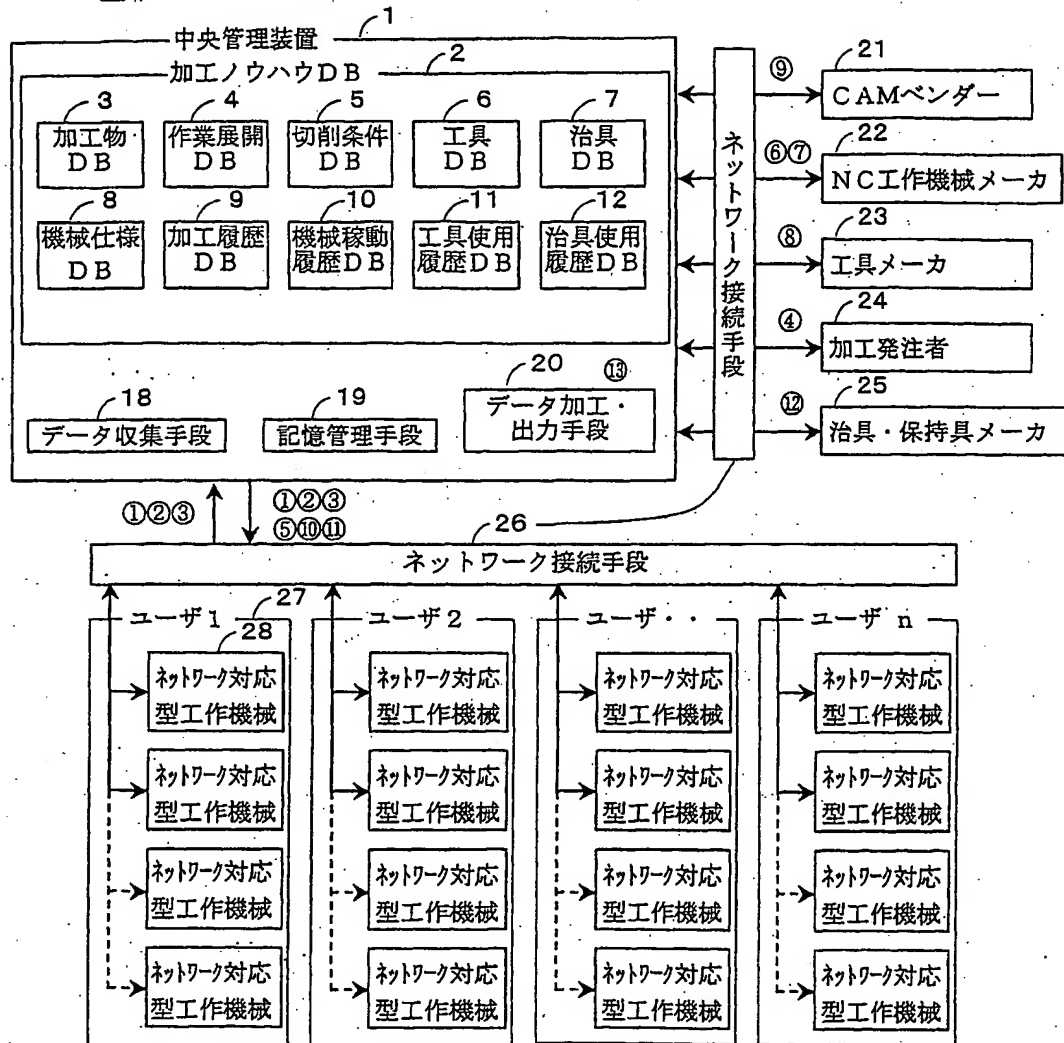 1
中央管理装置
2
加工ノウハウDB
3
加工物
DB
4
作業展開
DB
5
切削条件
DB
6
工具
DB
7
治具
DB
8
機械仕様
DB
9
加工履歴
DB
10
機械稼動
履歴DB
11
工具使用
履歴DB
12
治具使用
履歴DB
18
データ収集手段
19
記憶管理手段
20
⑬
データ加工・
出力手段
ネットワーク接続手段
⑨
21
CAMベンダー
⑥⑦
22
NC工作機械メーカ
⑧
23
工具メーカ
④
24
加工発注者
⑫
25
治具・保持具メーカ
①②③
①②③
⑤⑩⑪
26
ネットワーク接続手段
ユーザ1
27
28
ネットワーク対応
型工作機械
ネットワーク対応
型工作機械
ネットワーク対応
型工作機械
ネットワーク対応
型工作機械
ユーザ2
ネットワーク対応
型工作機械
ネットワーク対応
型工作機械
ネットワーク対応
型工作機械
ネットワーク対応
型工作機械
ユーザ・・
ネットワーク対応
型工作機械
ネットワーク対応
型工作機械
ネットワーク対応
型工作機械
ネットワーク対応
型工作機械
ユーザ n
ネットワーク対応
型工作機械
ネットワーク対応
型工作機械
ネットワーク対応
型工作機械
ネットワーク対応
型工作機械